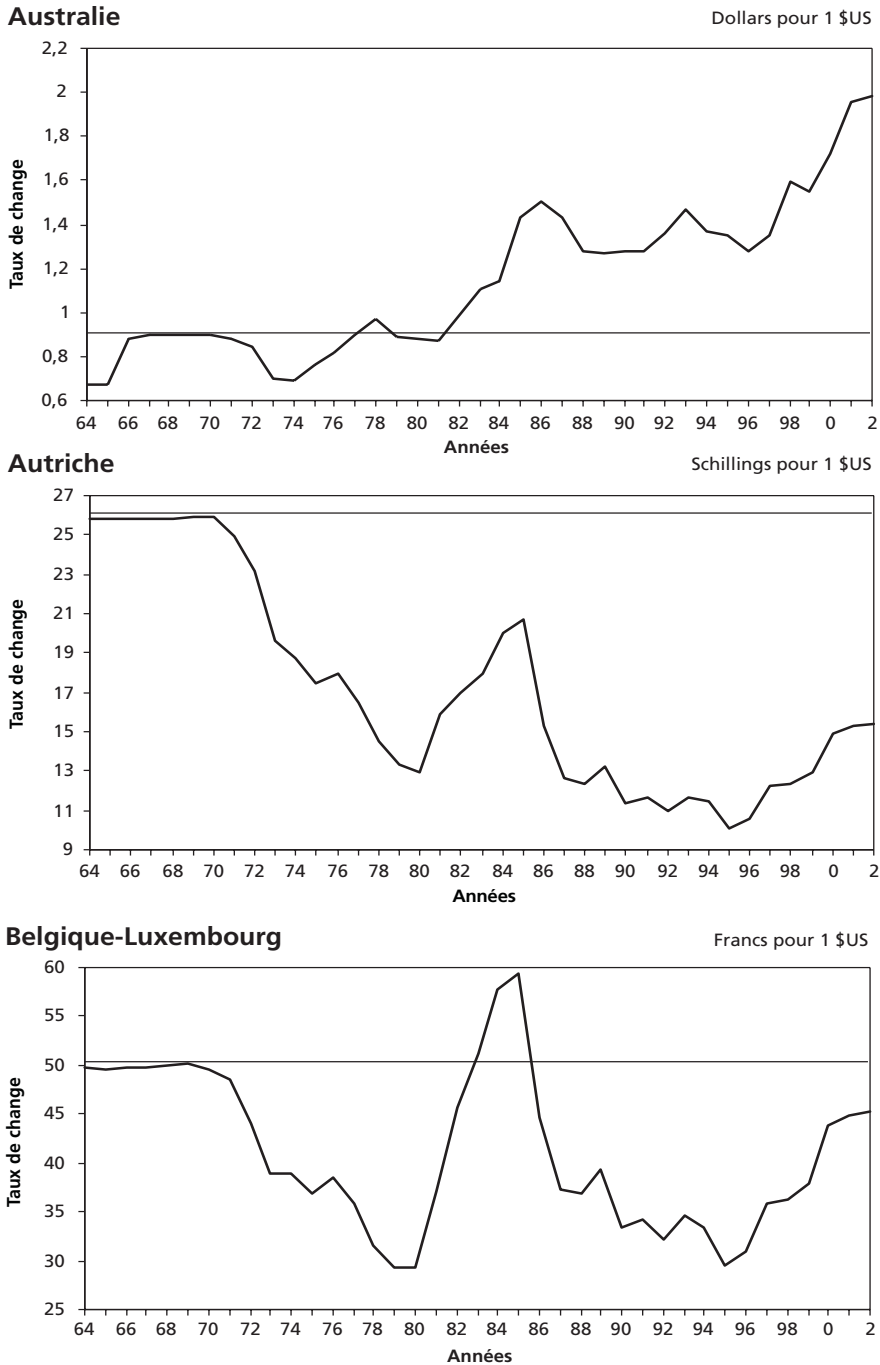 Australie
Dollars pour 1 $US
Taux de change
2,2
2
1,8
1,6
1,4
1,2
1
0,8
0,6
64 66 68 70 72 74 76 78 80 82 84 86 88 90 92 94 96 98 0 2
Années
Autriche
Schillings pour 1 $US
Taux de change
27
25
23
21
19
17
15
13
11
9
64 66 68 70 72 74 76 78 80 82 84 86 88 90 92 94 96 98 0 2
Années
Belgique-Luxembourg
Francs pour 1 $US
Taux de change
60
55
50
45
40
35
30
25
64 66 68 70 72 74 76 78 80 82 84 86 88 90 92 94 96 98 0 2
Années